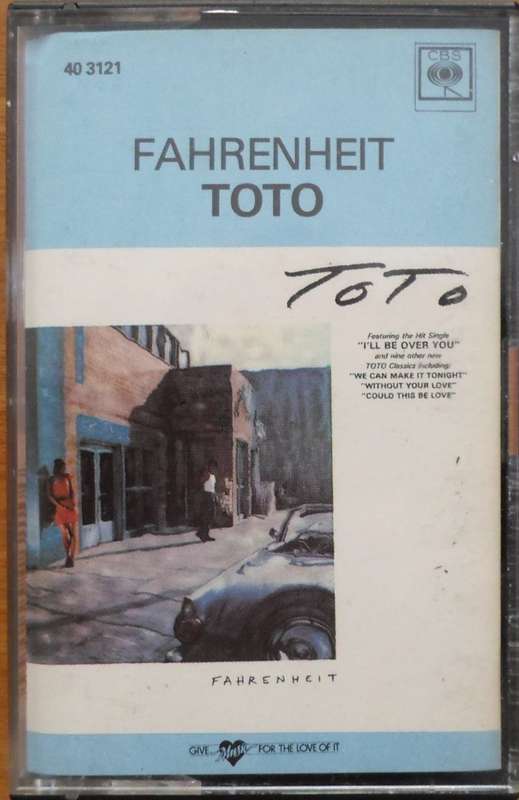 40 3121
CBS
FAHRENHEIT
TOTO
TOTO
Featuring the Hit Single
"I'LL BE OVER YOU"
and nine other new
TOTO Classics including:
"WE CAN MAKE IT TONIGHT"
"WITHOUT YOUR LOVE"
"COULD THIS BE LOVE"
FAHRENHEIT
GIVE Music FOR THE LOVE OF IT